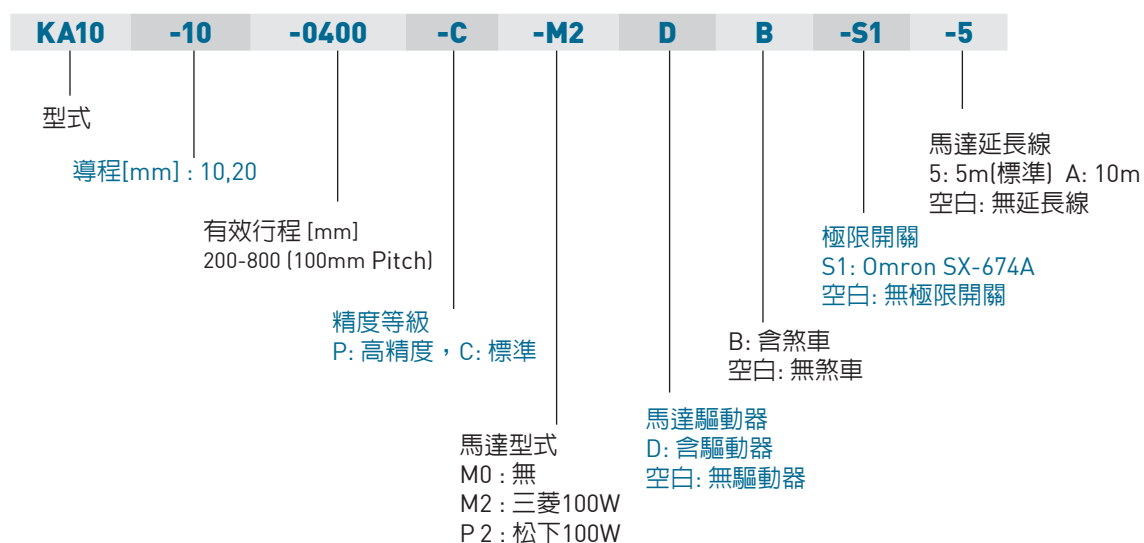 KA10 -10 -0400 -C -M2 D B -S1 -5
型式
導程[mm] : 10,20
有效行程 [mm]
200-800 (100mm Pitch)
精度等級
P: 高精度，C: 標準
馬達型式
M0 : 無
M2 : 三菱100W
P 2 : 松下100W
馬達驅動器
D: 含驅動器
空白: 無驅動器
B: 含煞車
空白: 無煞車
極限開關
S1: Omron SX-674A
空白: 無極限開關
馬達延長線
5: 5m(標準) A: 10m
空白: 無延長線